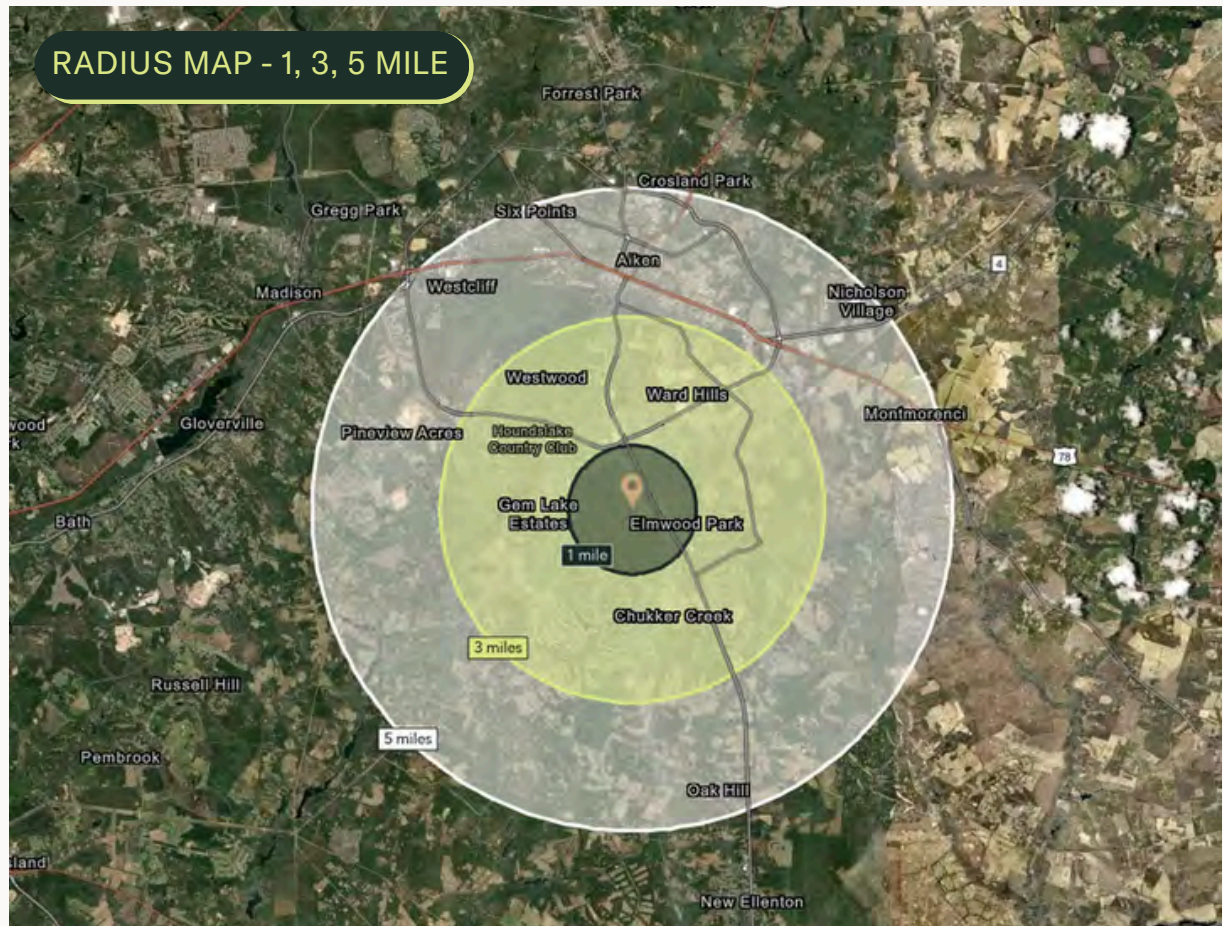 RADIUS MAP - 1, 3, 5 MILE
Forrest Park
Crosland Park
Gregg Park
Six Points
Aiken
4
Madison
Westcliff
Nicholson
Village
Westwood
Ward Hills
Montmorenci
Gloverville
Pineview Acres
Houndslake
Country Club
wood
k
78
Gem Lake
Estates
Elmwood Park
Bath
1 mile
Chukker Creek
3 miles
Russell Hill
5 miles
Pembrook
Oak Hill
sland
New Ellenton